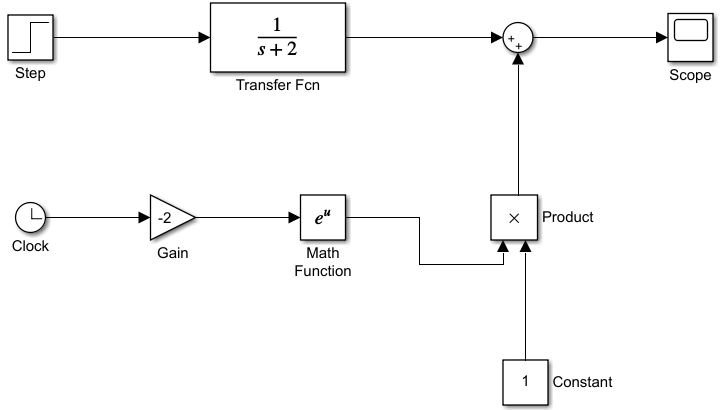 1
s + 2
+
+
Step
Transfer Fcn
Scope
-2
e^u
×
Product
Clock
Gain
Math
Function
1
Constant